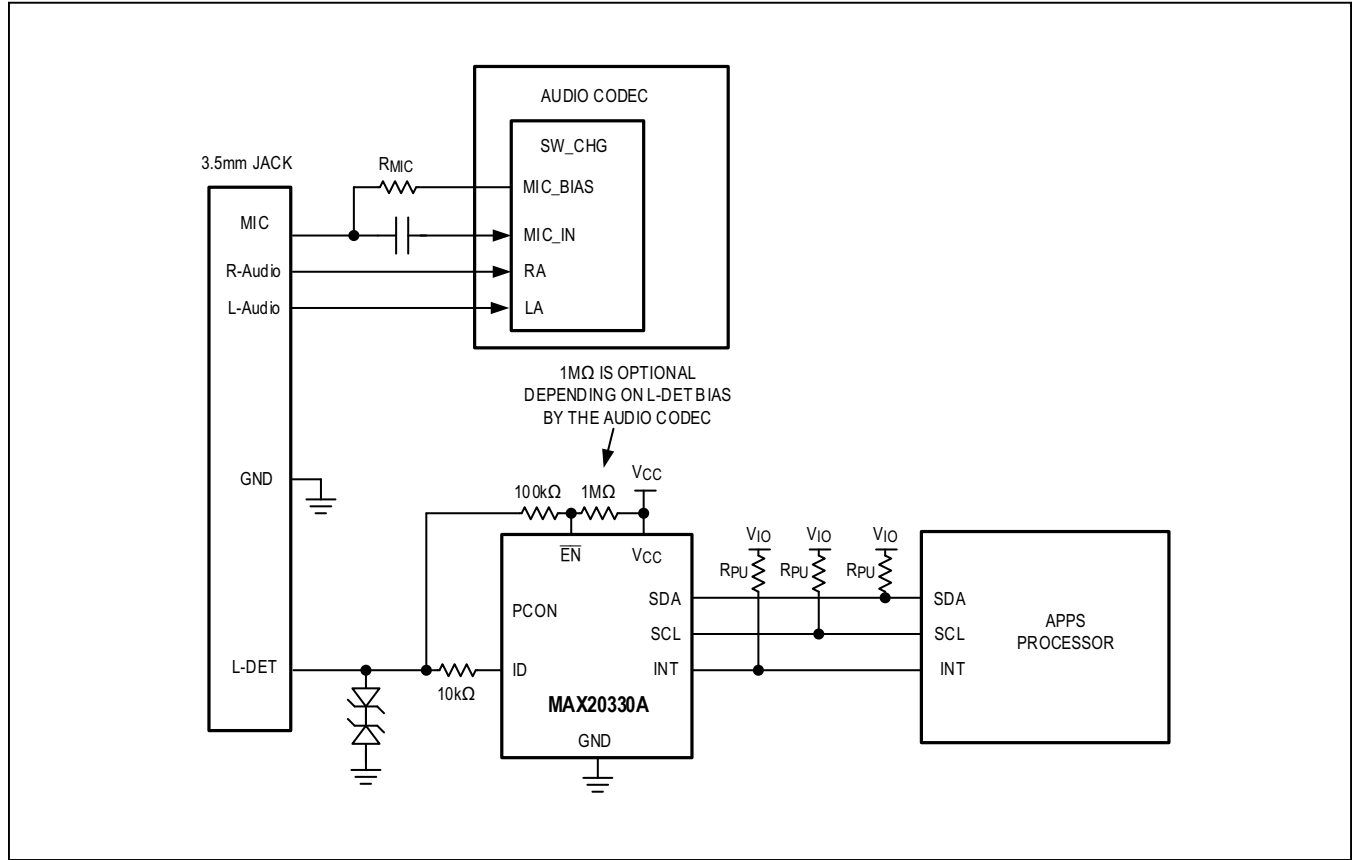 AUDIO CODEC
SW_CHG
3.5mm JACK
RMIC
MIC_BIAS
MIC
MIC_IN
R-Audio
RA
L-Audio
LA
1MΩ IS OPTIONAL
DEPENDING ON L-DET BIAS
BY THE AUDIO CODEC
GND
100kΩ
1MΩ
VCC
EN
VCC
VIO
VIO
VIO
RPU
RPU
RPU
PCON
SDA
SDA
SCL
SCL
APPS
PROCESSOR
L-DET
10kΩ
ID
INT
INT
MAX20330A
GND